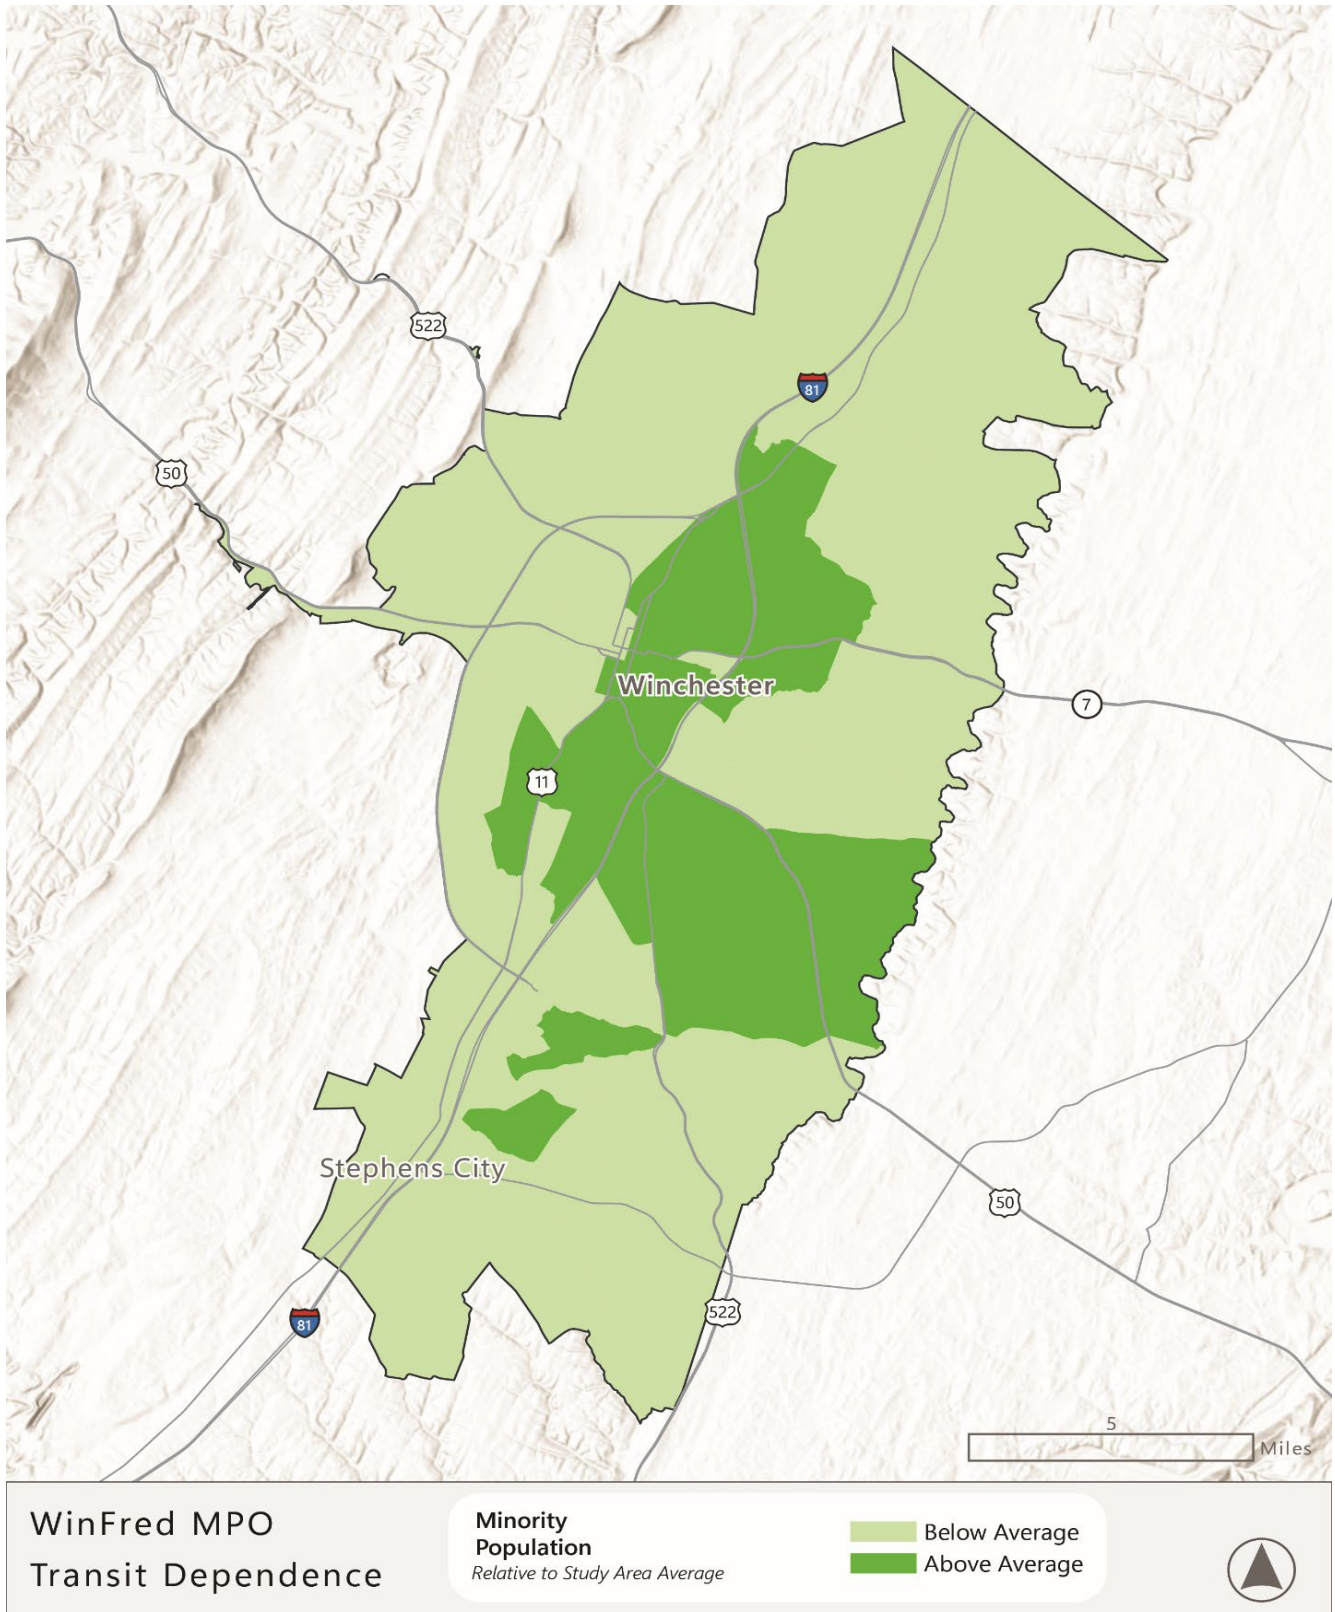 522
81
50
Winchester
7
11
Stephens City
50
522
81
5
Miles
WinFred MPO
Transit Dependence
Minority
Population
Relative to Study Area Average
Below Average
Above Average